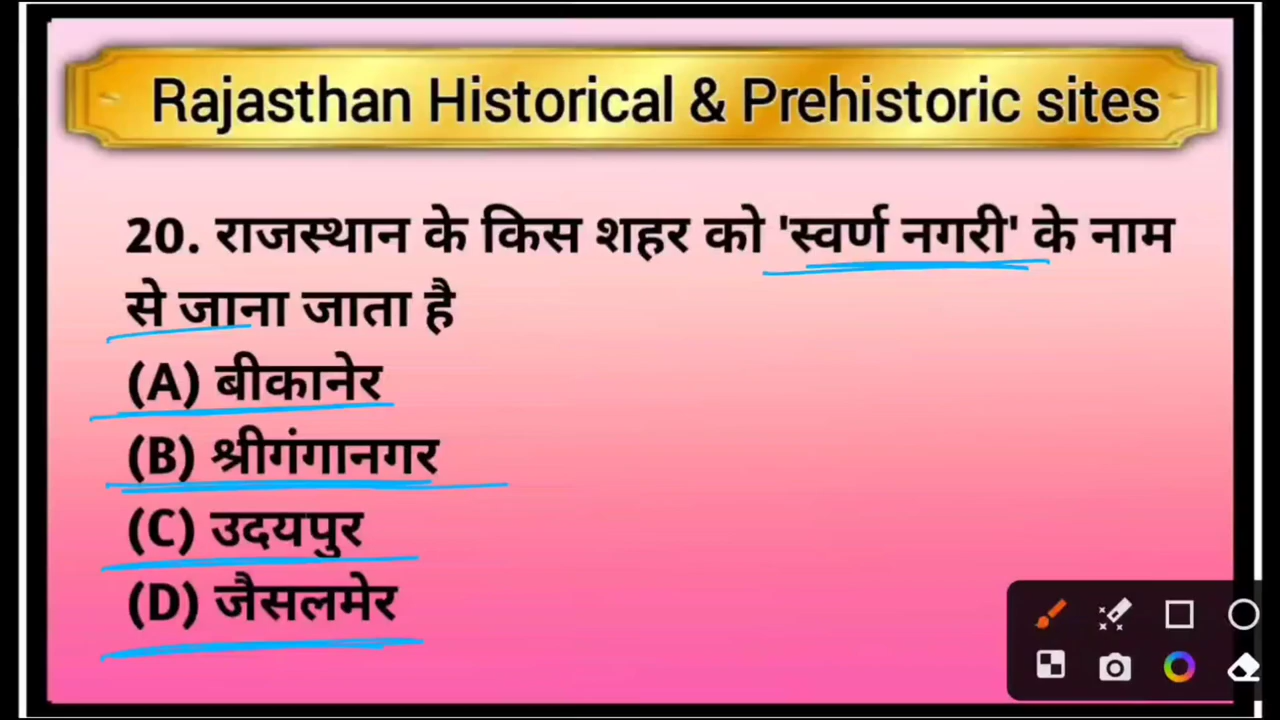 Rajasthan Historical & Prehistoric sites
20. राजस्थान के किस शहर को 'स्वर्ण नगरी' के नाम
से जाना जाता है
(A) बीकानेर
(B) श्रीगंगानगर
(C) उदयपुर
(D) जैसलमेर